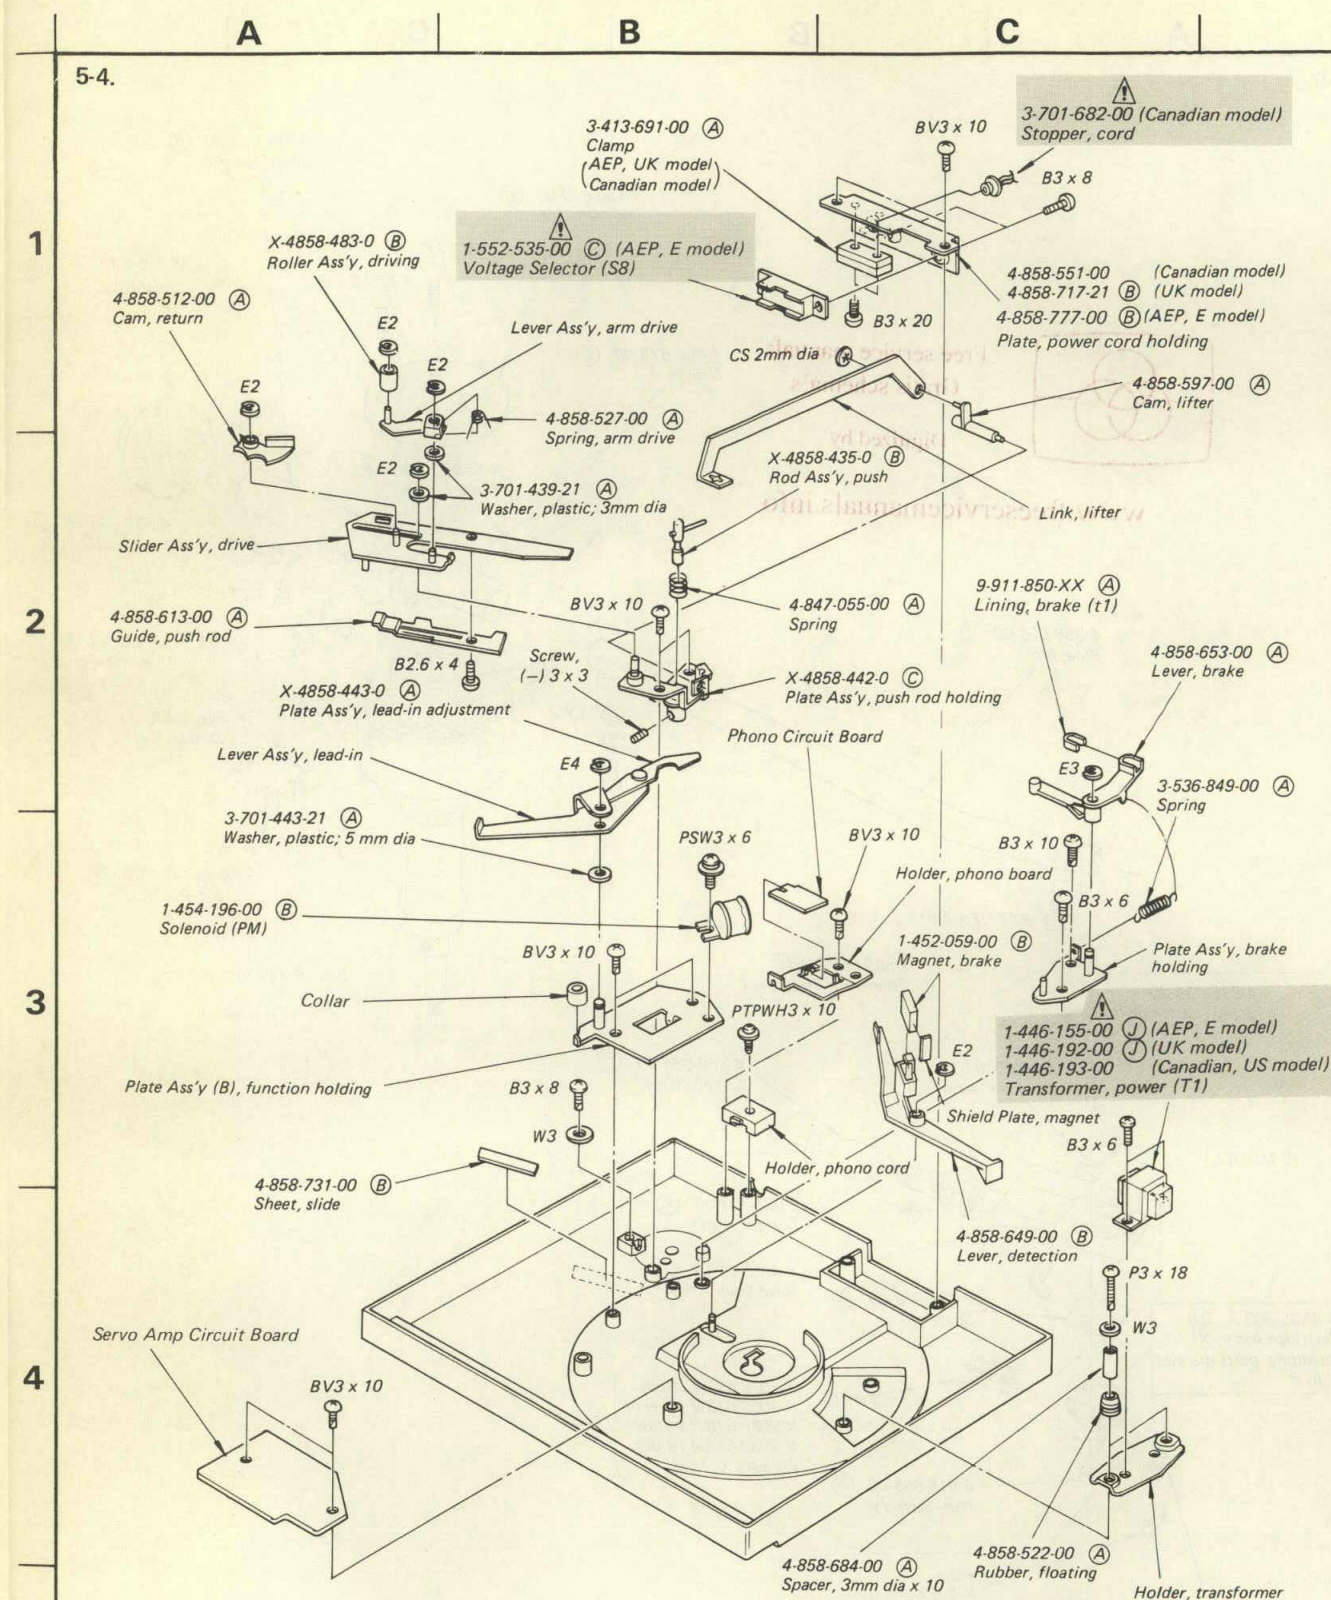 A B C
5-4.
1
2
3
4
3-701-682-00 (Canadian model)
Stopper, cord
3-413-691-00 Ⓐ
Clamp
(AEP, UK model
Canadian model)
BV3 x 10
B3 x 8
X-4858-483-0 Ⓑ
Roller Ass'y, driving
1-552-535-00 Ⓒ (AEP, E model)
Voltage Selector (S8)
4-858-551-00 (Canadian model)
4-858-717-21 Ⓑ (UK model)
4-858-777-00 Ⓑ (AEP, E model)
Plate, power cord holding
4-858-512-00 Ⓐ
Cam, return
E2
Lever Ass'y, arm drive
B3 x 20
E2
CS 2mm dia
E2
4-858-597-00 Ⓐ
Cam, lifter
4-858-527-00 Ⓐ
Spring, arm drive
X-4858-435-0 Ⓑ
Rod Ass'y, push
E2
3-701-439-21 Ⓐ
Washer, plastic; 3mm dia
Link, lifter
Slider Ass'y, drive
9-911-850-XX Ⓐ
Lining, brake (t1)
BV3 x 10
4-847-055-00 Ⓐ
Spring
4-858-613-00 Ⓐ
Guide, push rod
4-858-653-00 Ⓐ
Lever, brake
B2.6 x 4
Screw,
(−) 3 x 3
X-4858-442-0 Ⓒ
Plate Ass'y, push rod holding
X-4858-443-0 Ⓐ
Plate Ass'y, lead-in adjustment
Phono Circuit Board
Lever Ass'y, lead-in
E4
E3
3-536-849-00 Ⓐ
Spring
3-701-443-21 Ⓐ
Washer, plastic; 5 mm dia
PSW3 x 6
BV3 x 10
B3 x 10
Holder, phono board
B3 x 6
1-454-196-00 Ⓑ
Solenoid (PM)
1-452-059-00 Ⓑ
Magnet, brake
BV3 x 10
Plate Ass'y, brake
holding
Collar
PTPWH3 x 10
1-446-155-00 Ⓙ (AEP, E model)
1-446-192-00 Ⓙ (UK model)
1-446-193-00 (Canadian, US model)
Transformer, power (T1)
E2
Plate Ass'y (B), function holding
B3 x 8
Shield Plate, magnet
W3
B3 x 6
Holder, phono cord
4-858-731-00 Ⓑ
Sheet, slide
4-858-649-00 Ⓑ
Lever, detection
P3 x 18
W3
Servo Amp Circuit Board
BV3 x 10
4-858-684-00 Ⓐ
Spacer, 3mm dia x 10
4-858-522-00 Ⓐ
Rubber, floating
Holder, transformer